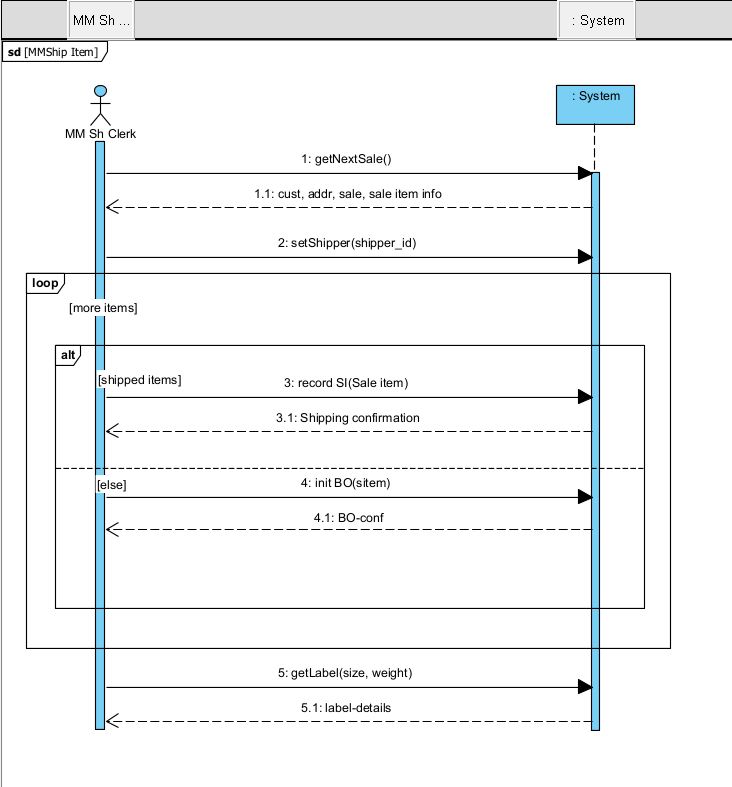 MM Sh ...
: System
sd [MMShip Item]
: System
MM Sh Clerk
1: getNextSale()
1.1: cust, addr, sale, sale item info
2: setShipper(shipper_id)
loop
[more items]
alt
[shipped items]
3: record SI(Sale item)
3.1: Shipping confirmation
[else]
4: init BO(sitem)
4.1: BO-conf
5: getLabel(size, weight)
5.1: label-details